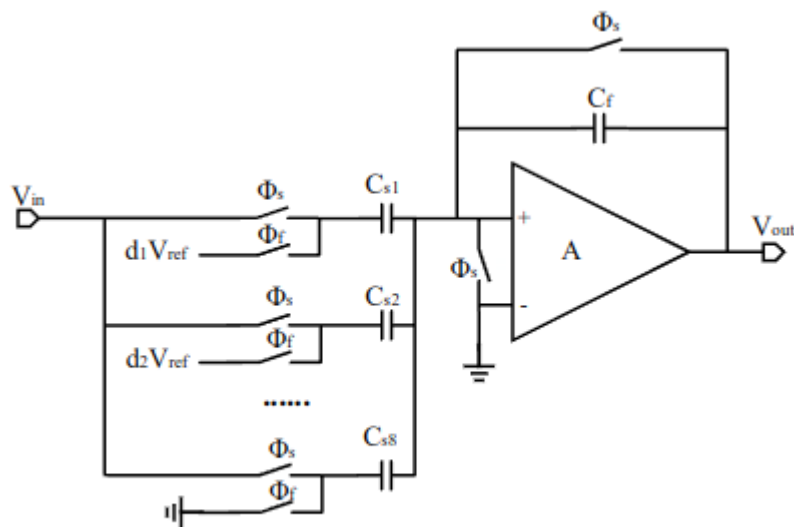 Φs
Cf
Vin
Φs
Cs1
Φf
d1Vref
+
A
Vout
Φs
-
Φs
Cs2
Φf
d2Vref
......
Φs
Cs8
Φf